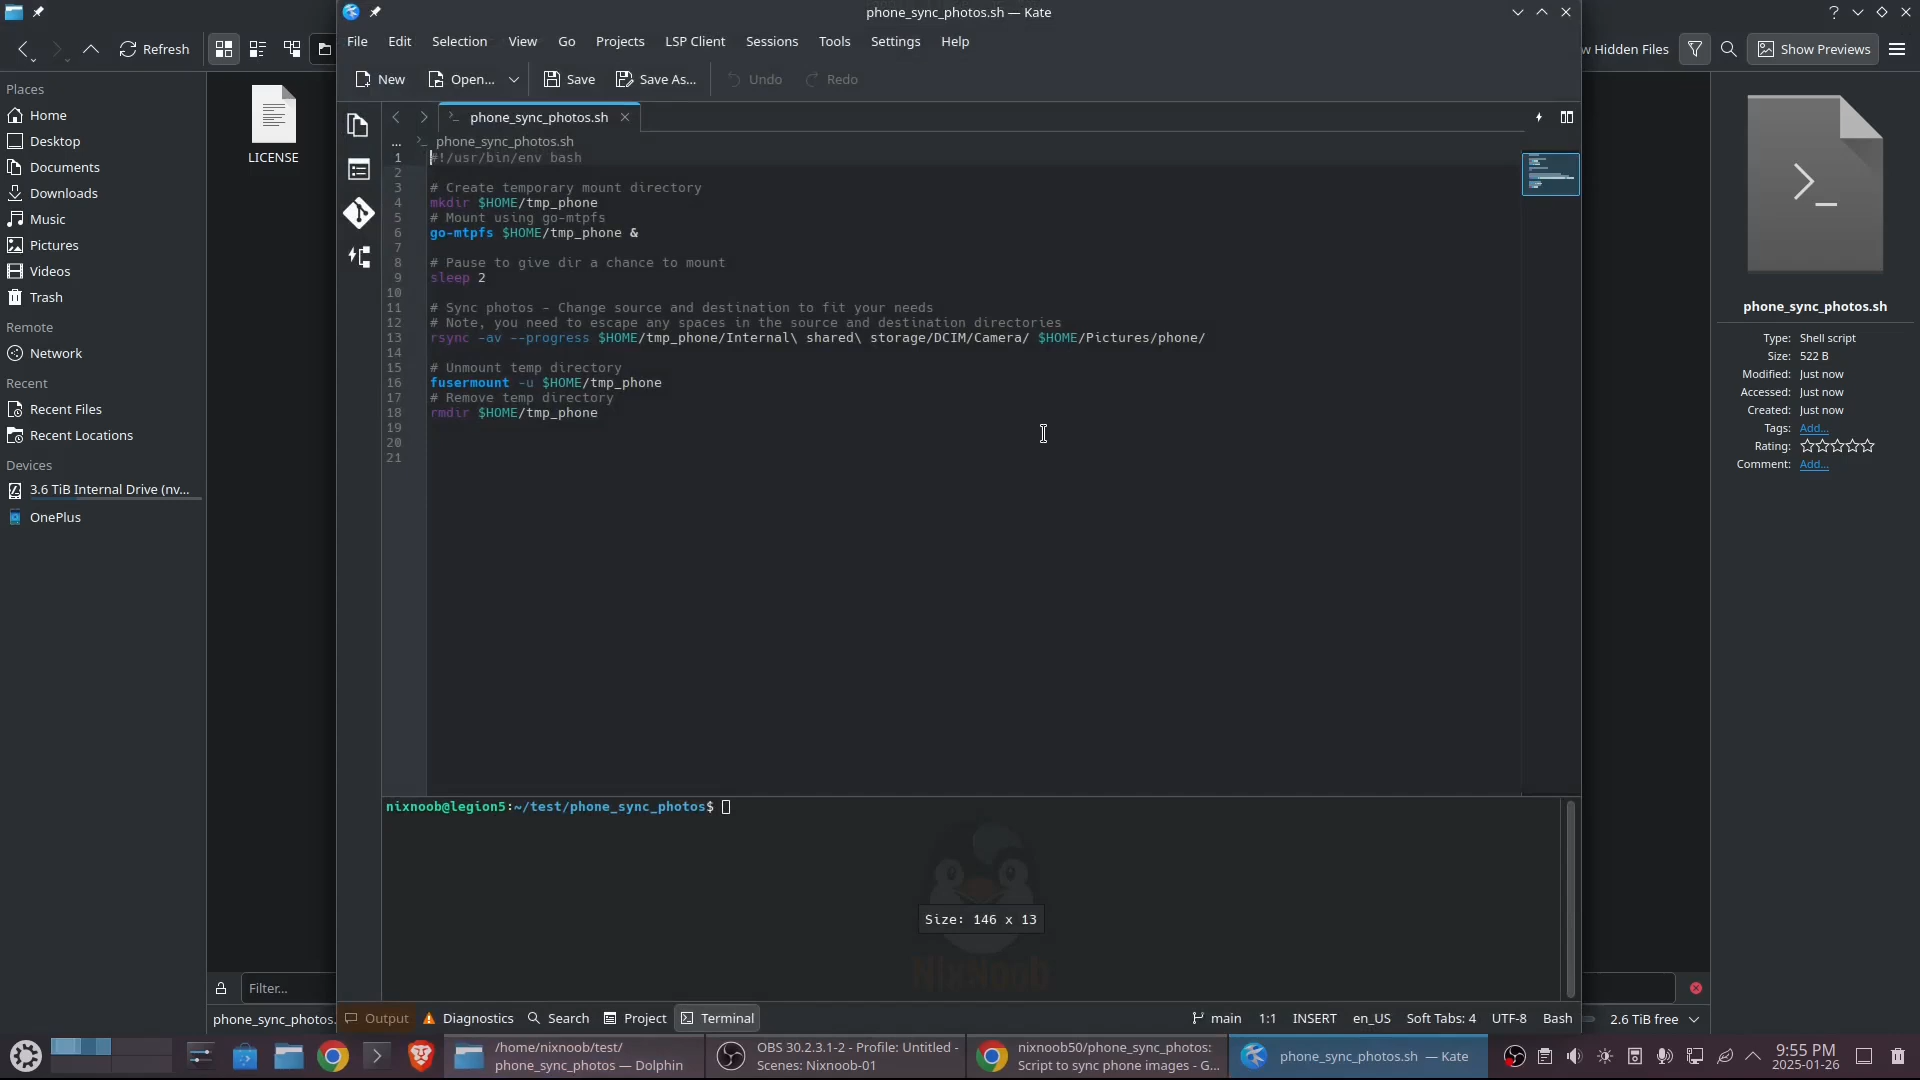 phone_sync_photos.sh — Kate
File Edit Selection View Go Projects LSP Client Sessions Tools Settings Help
Refresh
w Hidden Files
Show Previews
New Open... Save Save As... Undo Redo
Places
Home
Desktop
Documents
Downloads
Music
Pictures
Videos
Trash
Remote
Network
Recent
Recent Files
Recent Locations
Devices
3.6 TiB Internal Drive (nv...
OnePlus
LICENSE
phone_sync_photos.sh
... phone_sync_photos.sh
1 #!/usr/bin/env bash
2
3 # Create temporary mount directory
4 mkdir $HOME/tmp_phone
5 # Mount using go-mtpfs
6 go-mtpfs $HOME/tmp_phone &
7
8 # Pause to give dir a chance to mount
9 sleep 2
10
11 # Sync photos - Change source and destination to fit your needs
12 # Note, you need to escape any spaces in the source and destination directories
13 rsync -av --progress $HOME/tmp_phone/Internal\ shared\ storage/DCIM/Camera/ $HOME/Pictures/phone/
14
15 # Unmount temp directory
16 fusermount -u $HOME/tmp_phone
17 # Remove temp directory
18 rmdir $HOME/tmp_phone
19
20
21
phone_sync_photos.sh
Type: Shell script
Size: 522 B
Modified: Just now
Accessed: Just now
Created: Just now
Tags: Add...
Rating:
Comment: Add...
nixnoob@legion5:~/test/phone_sync_photos$
Size: 146 x 13
NixNoob
Filter...
phone_sync_photos.
Output Diagnostics Search Project Terminal
main 1:1 INSERT en_US Soft Tabs: 4 UTF-8 Bash
2.6 TiB free
/home/nixnoob/test/
phone_sync_photos — Dolphin
OBS 30.2.3.1-2 - Profile: Untitled -
Scenes: Nixnoob-01
nixnoob50/phone_sync_photos:
Script to sync phone images - G...
phone_sync_photos.sh — Kate
9:55 PM
2025-01-26